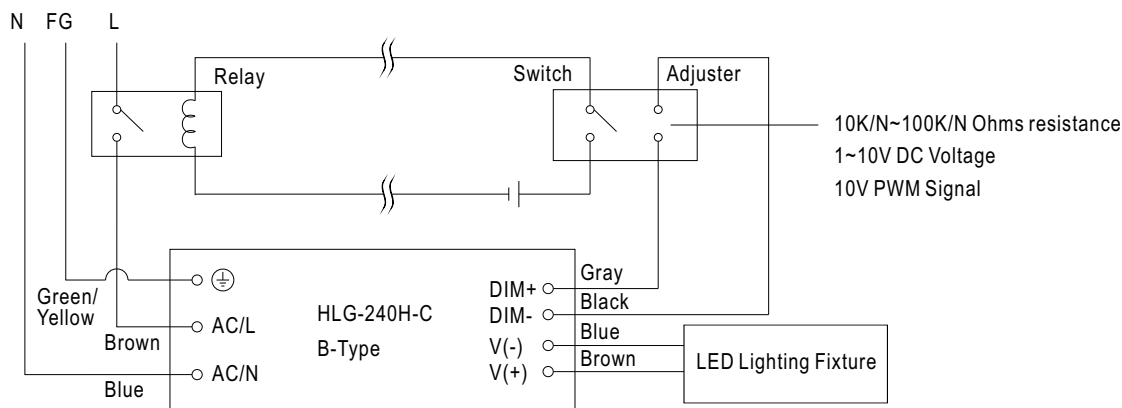 N FG L
Relay
Switch
Adjuster
10K/N~100K/N Ohms resistance
1~10V DC Voltage
10V PWM Signal
Green/
Yellow
Brown
Blue
AC/L
AC/N
HLG-240H-C
B-Type
DIM+
DIM-
V(-)
V(+)
Gray
Black
Blue
Brown
LED Lighting Fixture